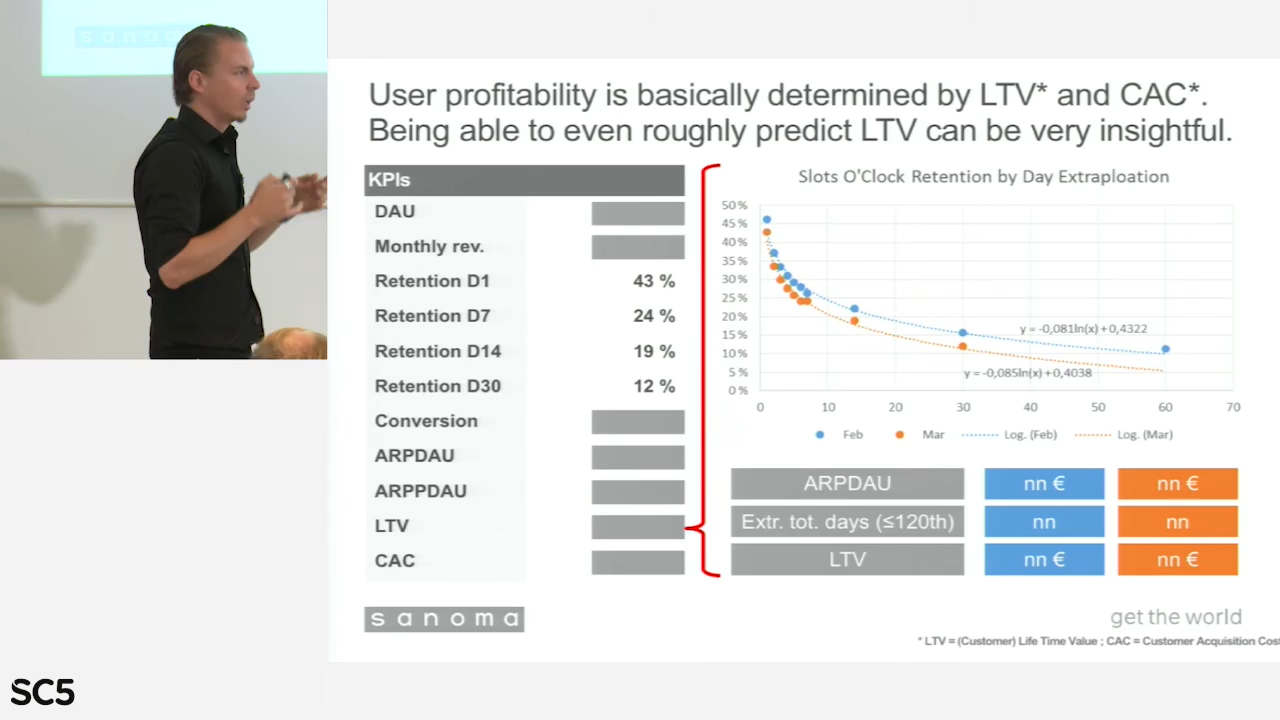 sanoma
User profitability is basically determined by LTV* and CAC*.
Being able to even roughly predict LTV can be very insightful.
KPIs
DAU
Monthly rev.
Retention D1 43 %
Retention D7 24 %
Retention D14 19 %
Retention D30 12 %
Conversion
ARPDAU
ARPPDAU
LTV
CAC
Slots O'Clock Retention by Day Extraploation
50%
45%
40%
35%
30%
25%
20%
15%
10%
5%
0%
y = -0,081ln(x) + 0,4322
y = -0,085ln(x) + 0,4038
0 10 20 30 40 50 60 70
Feb Mar Log. (Feb) Log. (Mar)
ARPDAU nn € nn €
Extr. tot. days (≤120th) nn nn
LTV nn € nn €
sanoma
get the world
* LTV = (Customer) Life Time Value ; CAC = Customer Acquisition Cost
SC5